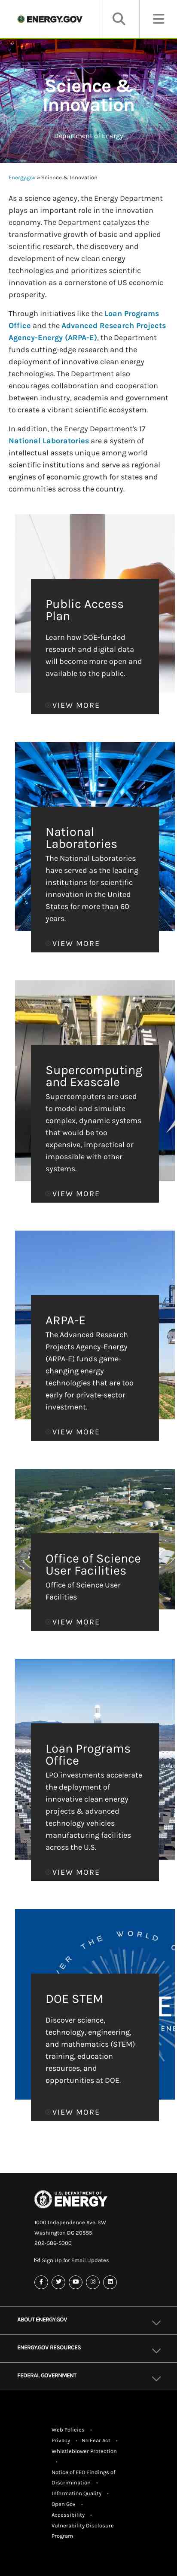 ENERGY.GOV
Science &
Innovation
Department of Energy
Energy.gov » Science & Innovation
As a science agency, the Energy Department
plays an important role in the innovation
economy. The Department catalyzes the
transformative growth of basic and applied
scientific research, the discovery and
development of new clean energy
technologies and prioritizes scientific
innovation as a cornerstone of US economic
prosperity.
Through initiatives like the Loan Programs
Office and the Advanced Research Projects
Agency-Energy (ARPA-E), the Department
funds cutting-edge research and the
deployment of innovative clean energy
technologies. The Department also
encourages collaboration and cooperation
between industry, academia and government
to create a vibrant scientific ecosystem.
In addition, the Energy Department's 17
National Laboratories are a system of
intellectual assets unique among world
scientific institutions and serve as regional
engines of economic growth for states and
communities across the country.
Public Access
Plan
Learn how DOE-funded
research and digital data
will become more open and
available to the public.
VIEW MORE
National
Laboratories
The National Laboratories
have served as the leading
institutions for scientific
innovation in the United
States for more than 60
years.
VIEW MORE
Supercomputing
and Exascale
Supercomputers are used
to model and simulate
complex, dynamic systems
that would be too
expensive, impractical or
impossible with other
systems.
VIEW MORE
ARPA-E
The Advanced Research
Projects Agency-Energy
(ARPA-E) funds game-
changing energy
technologies that are too
early for private-sector
investment.
VIEW MORE
Office of Science
User Facilities
Office of Science User
Facilities
VIEW MORE
Loan Programs
Office
LPO investments accelerate
the deployment of
innovative clean energy
projects & advanced
technology vehicles
manufacturing facilities
across the U.S.
VIEW MORE
THE WORLD
DOE STEM
Discover science,
technology, engineering,
and mathematics (STEM)
training, education
resources, and
opportunities at DOE.
VIEW MORE
U.S. DEPARTMENT OF
ENERGY
1000 Independence Ave. SW
Washington DC 20585
202-586-5000
Sign Up for Email Updates
ABOUT ENERGY.GOV
ENERGY.GOV RESOURCES
FEDERAL GOVERNMENT
Web Policies •
Privacy • No Fear Act •
Whistleblower Protection
•
Notice of EEO Findings of
Discrimination •
Information Quality •
Open Gov •
Accessibility •
Vulnerability Disclosure
Program